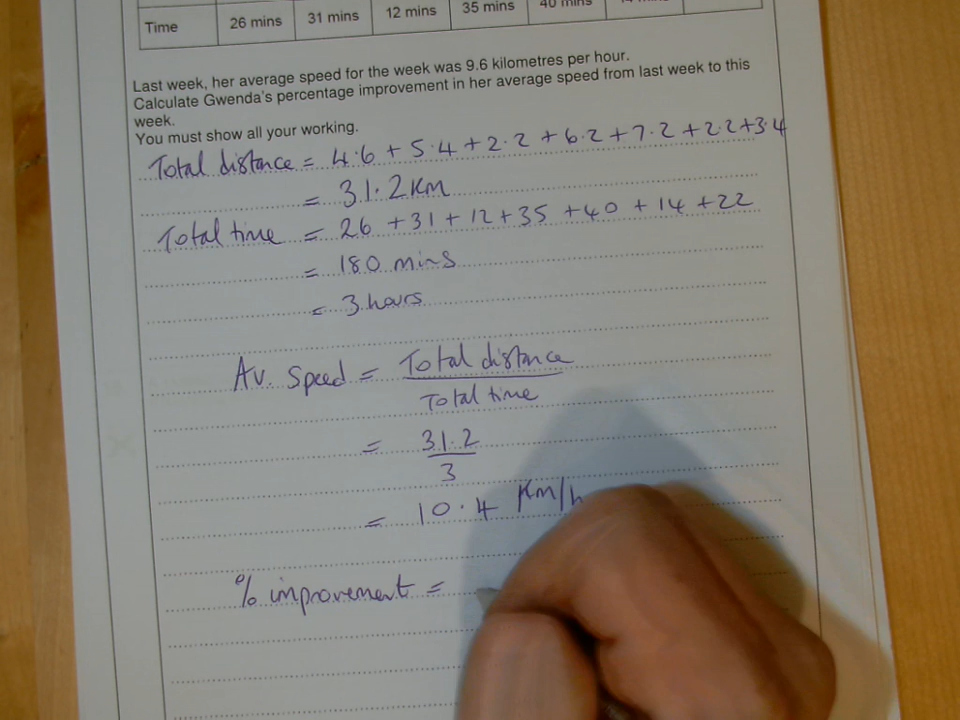 Time 26 mins 31 mins 12 mins 35 mins 40 mins
Last week, her average speed for the week was 9.6 kilometres per hour.
Calculate Gwenda's percentage improvement in her average speed from last week to this
week.
You must show all your working.
Total distance = 4.6 + 5.4 + 2.2 + 6.2 + 7.2 + 2.2 + 3.4
= 31.2 Km
Total time = 26 + 31 + 12 + 35 + 40 + 14 + 22
= 180 mins
= 3 hours
Av. Speed = Total distance
Total time
= 31.2
3
= 10.4 Km/h
% improvement =